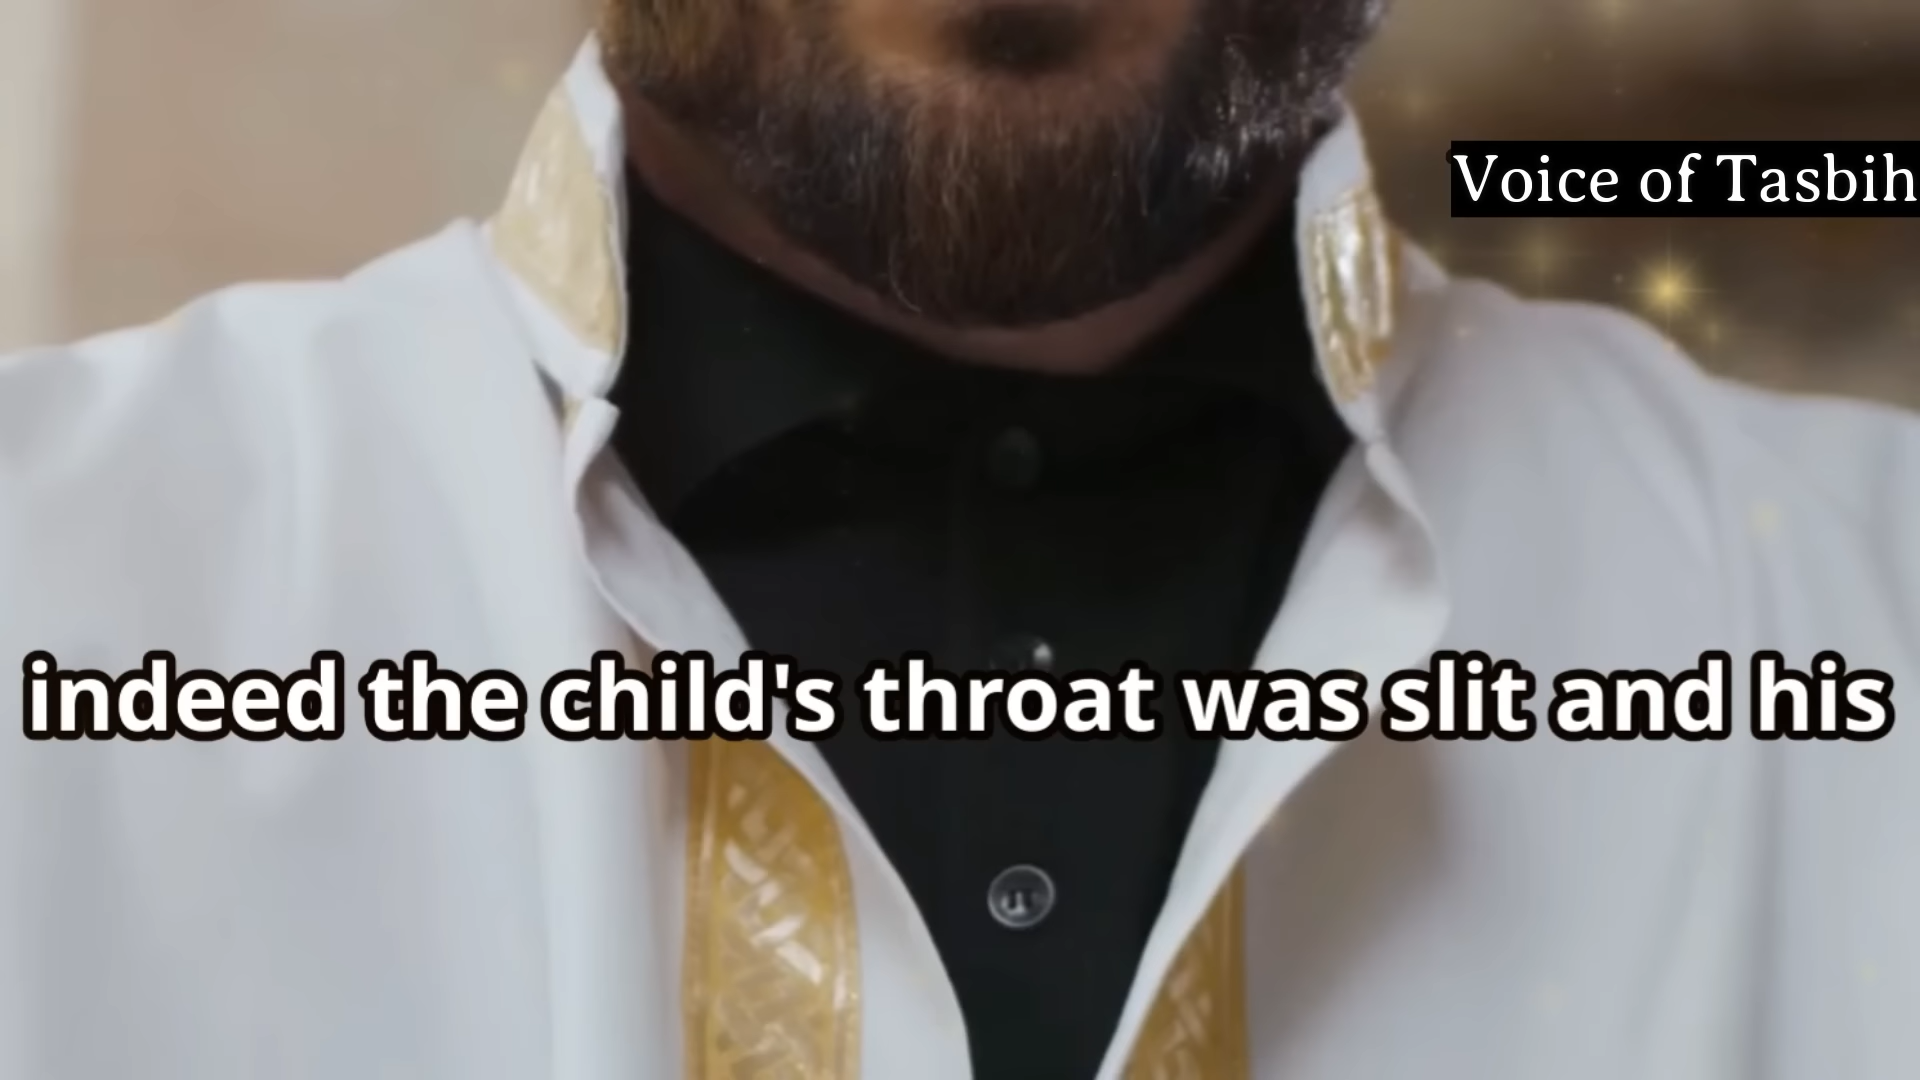 Voice of Tasbih
indeed the child's throat was slit and his